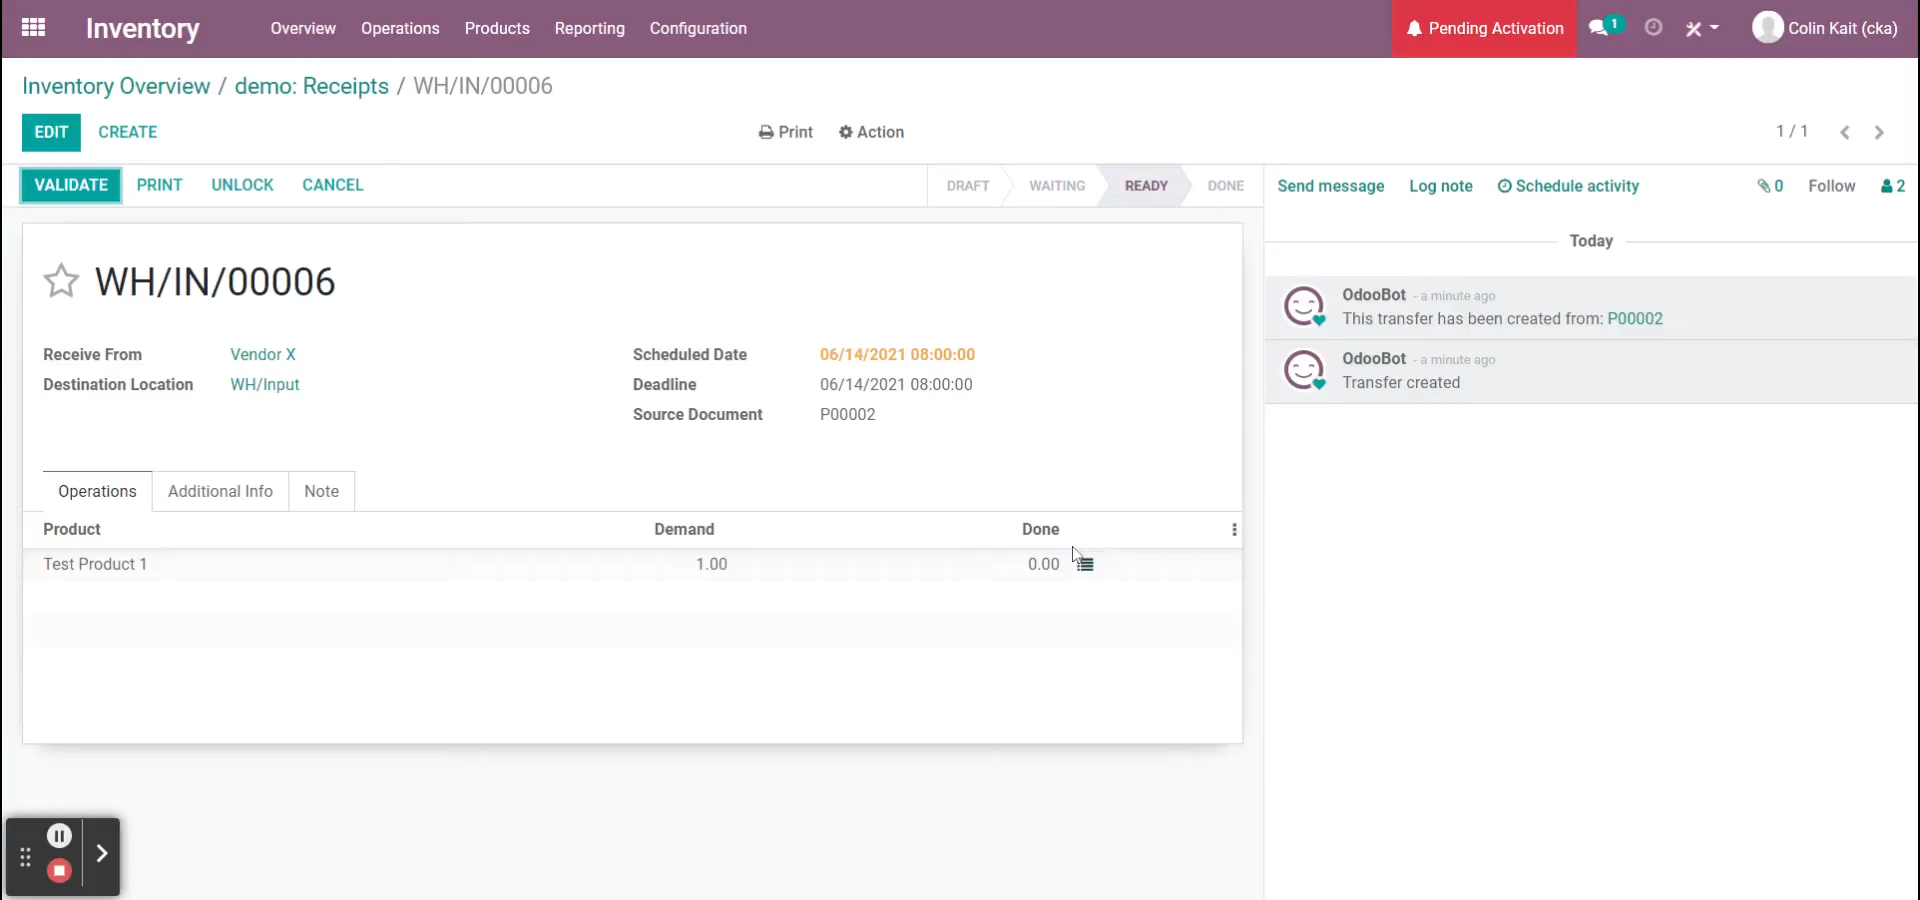 Inventory Overview Operations Products Reporting Configuration Pending Activation 1 Colin Kait (cka)
Inventory Overview / demo: Receipts / WH/IN/00006
EDIT CREATE Print Action 1 / 1
VALIDATE PRINT UNLOCK CANCEL DRAFT WAITING READY DONE Send message Log note Schedule activity 0 Follow 2
Today
WH/IN/00006
OdooBot - a minute ago
This transfer has been created from: P00002
Receive From Vendor X Scheduled Date 06/14/2021 08:00:00
OdooBot - a minute ago
Destination Location WH/Input Deadline 06/14/2021 08:00:00
Transfer created
Source Document P00002
Operations Additional Info Note
Product Demand Done
Test Product 1 1.00 0.00